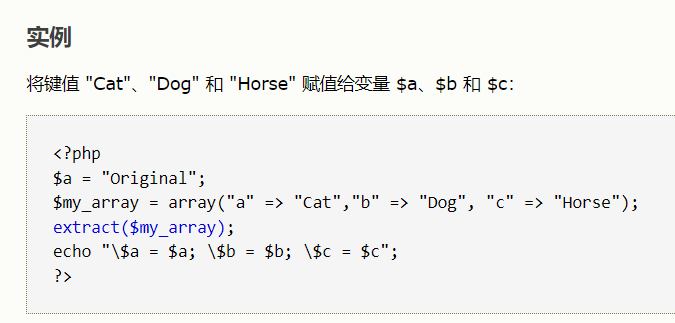 实例
将键值 "Cat"、"Dog" 和 "Horse" 赋值给变量 $a、$b 和 $c：
<?php
$a = "Original";
$my_array = array("a" => "Cat","b" => "Dog", "c" => "Horse");
extract($my_array);
echo "\$a = $a; \$b = $b; \$c = $c";
?>